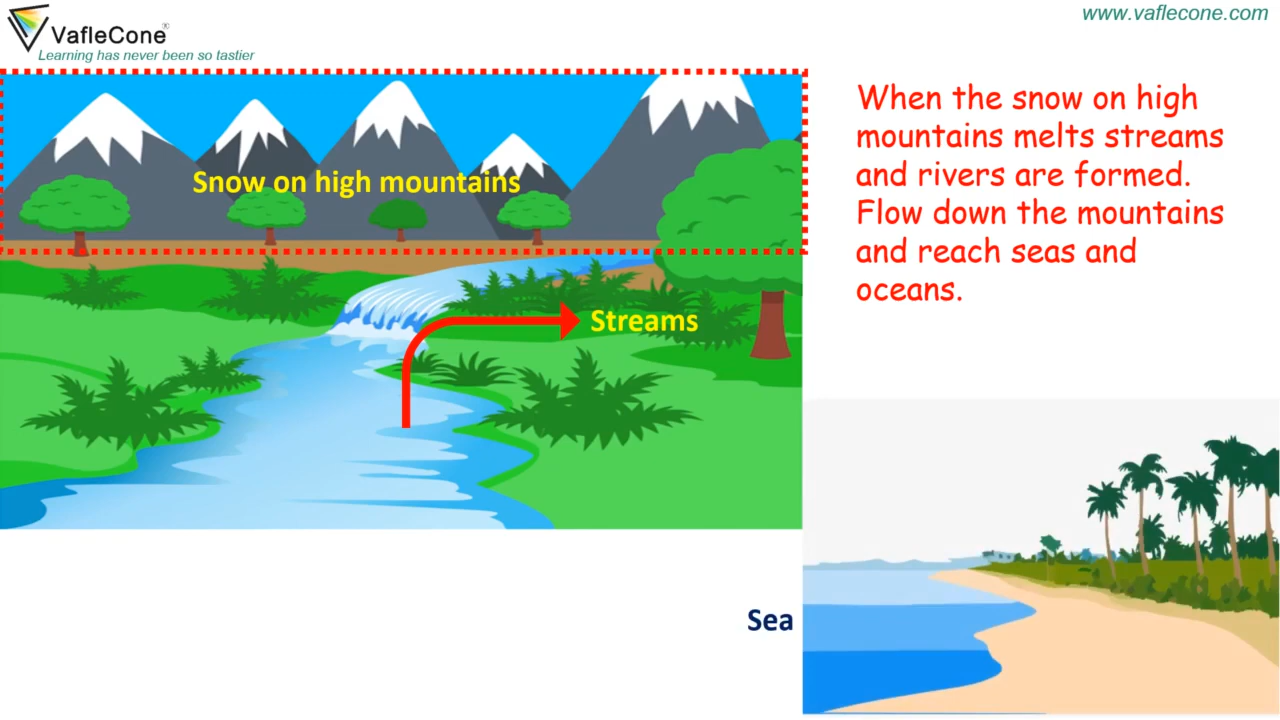 VafleCone®
Learning has never been so tastier
www.vaflecone.com
Snow on high mountains
Streams
When the snow on high
mountains melts streams
and rivers are formed.
Flow down the mountains
and reach seas and
oceans.
Sea